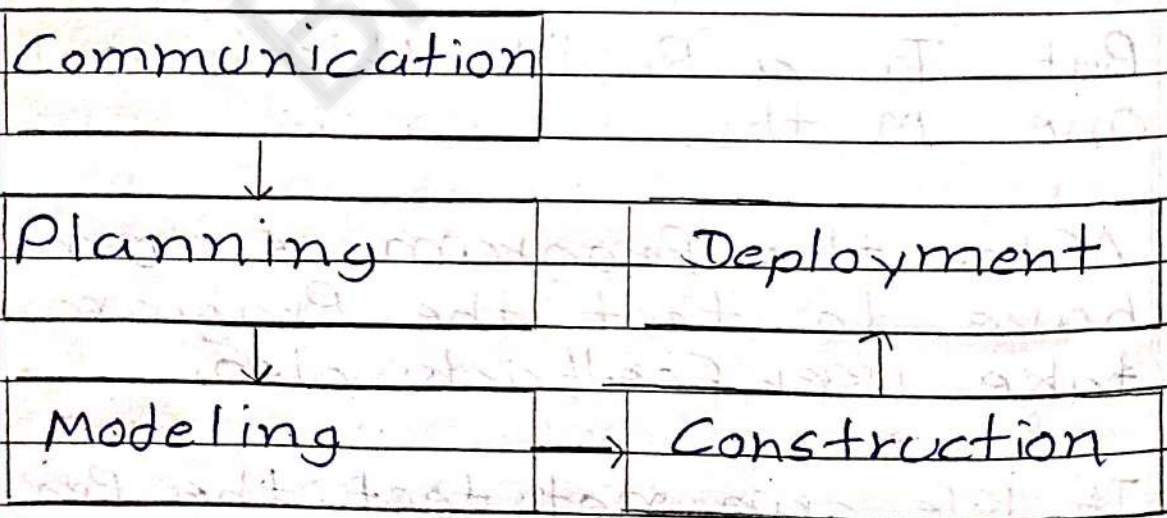 Communication
Planning
Deployment
Modeling
Construction